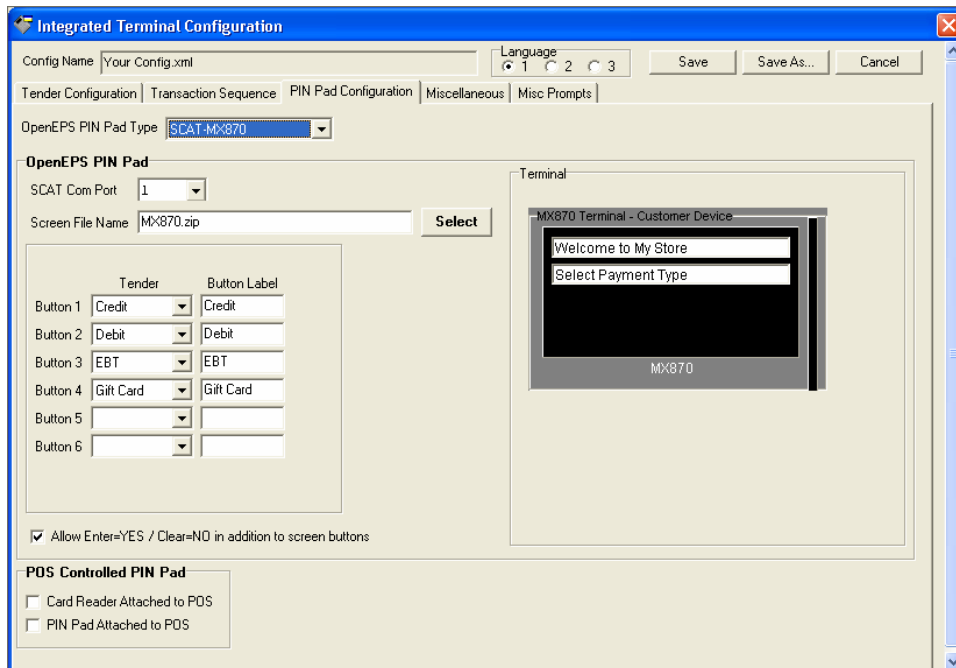 Integrated Terminal Configuration
Config Name Your Config.xml Language 1 2 3 Save Save As... Cancel
Tender Configuration Transaction Sequence PIN Pad Configuration Miscellaneous Misc Prompts
OpenEPS PIN Pad Type SCAT-MX870
OpenEPS PIN Pad
SCAT Com Port 1
Screen File Name MX870.zip Select
Tender Button Label
Button 1 Credit Credit
Button 2 Debit Debit
Button 3 EBT EBT
Button 4 Gift Card Gift Card
Button 5
Button 6
Allow Enter=YES / Clear=NO in addition to screen buttons
Terminal
MX870 Terminal - Customer Device
Welcome to My Store
Select Payment Type
MX870
POS Controlled PIN Pad
Card Reader Attached to POS
PIN Pad Attached to POS